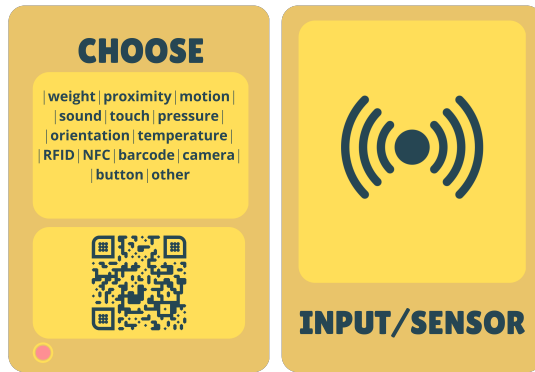 CHOOSE
|weight|proximity|motion|
|sound|touch|pressure|
|orientation|temperature|
|RFID|NFC|barcode|camera|
|button|other
INPUT/SENSOR